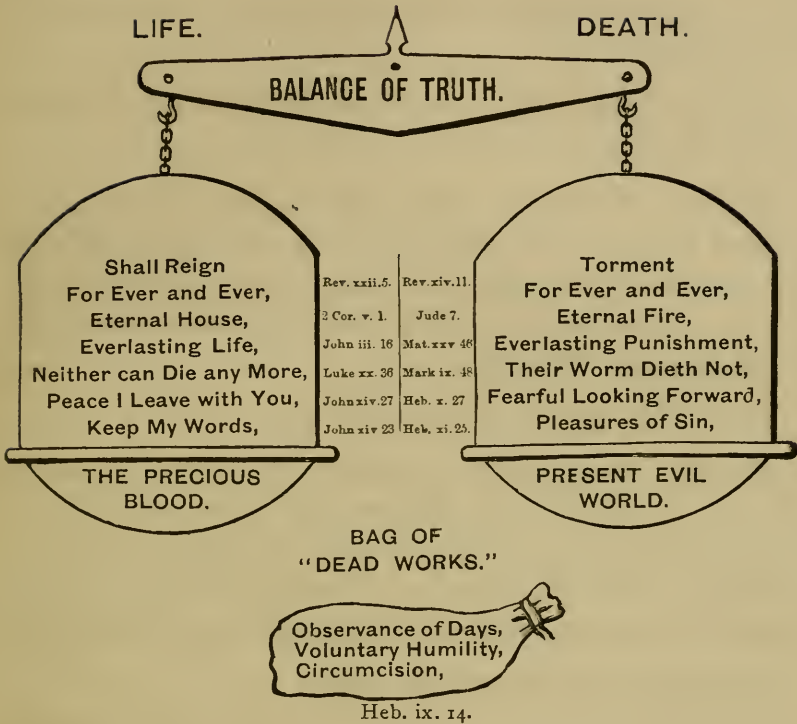 LIFE.
DEATH.
BALANCE OF TRUTH.
Shall Reign
For Ever and Ever,
Eternal House,
Everlasting Life,
Neither can Die any More,
Peace I Leave with You,
Keep My Words,
THE PRECIOUS
BLOOD.
Rev. xxii. 5. Rev. xiv. 11.
2 Cor. v. 1. Jude 7.
John iii. 16 Mat. xxv 46
Luke xx. 36 Mark ix. 48
John xiv. 27 Heb. x. 27
John xiv 23 Heb. xi. 25.
Torment
For Ever and Ever,
Eternal Fire,
Everlasting Punishment,
Their Worm Dieth Not,
Fearful Looking Forward,
Pleasures of Sin,
PRESENT EVIL
WORLD.
BAG OF
"DEAD WORKS."
Observance of Days,
Voluntary Humility,
Circumcision,
Heb. ix. 14.